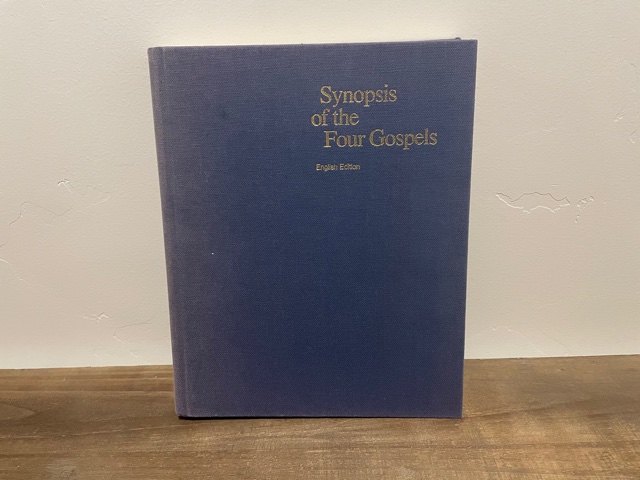 Synopsis
of the
Four Gospels
English Edition